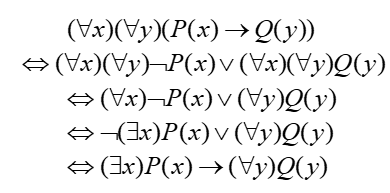 (∀x)(∀y)(P(x) → Q(y))
⇔ (∀x)(∀y)¬P(x) ∨ (∀x)(∀y)Q(y)
⇔ (∀x)¬P(x) ∨ (∀y)Q(y)
⇔ ¬(∃x)P(x) ∨ (∀y)Q(y)
⇔ (∃x)P(x) → (∀y)Q(y)